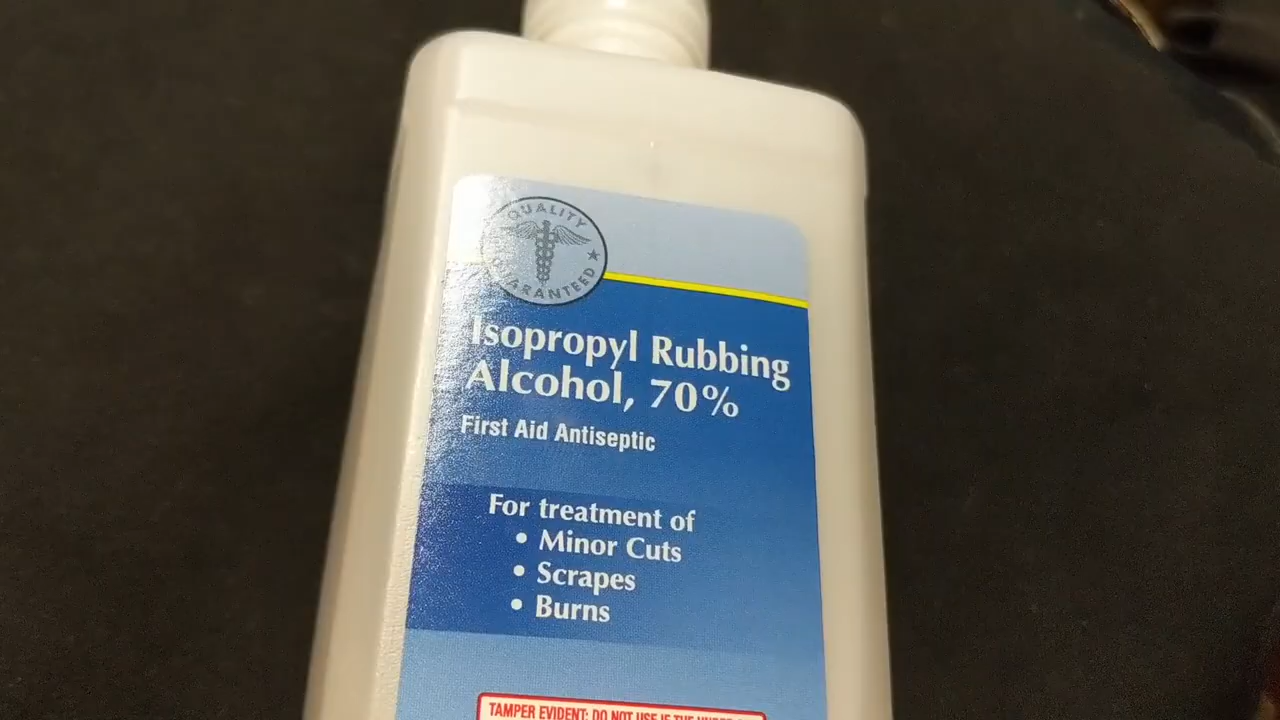 QUALITY
GUARANTEED
Isopropyl Rubbing
Alcohol, 70%
First Aid Antiseptic
For treatment of
• Minor Cuts
• Scrapes
• Burns
TAMPER EVIDENT: DO NOT USE IF THE